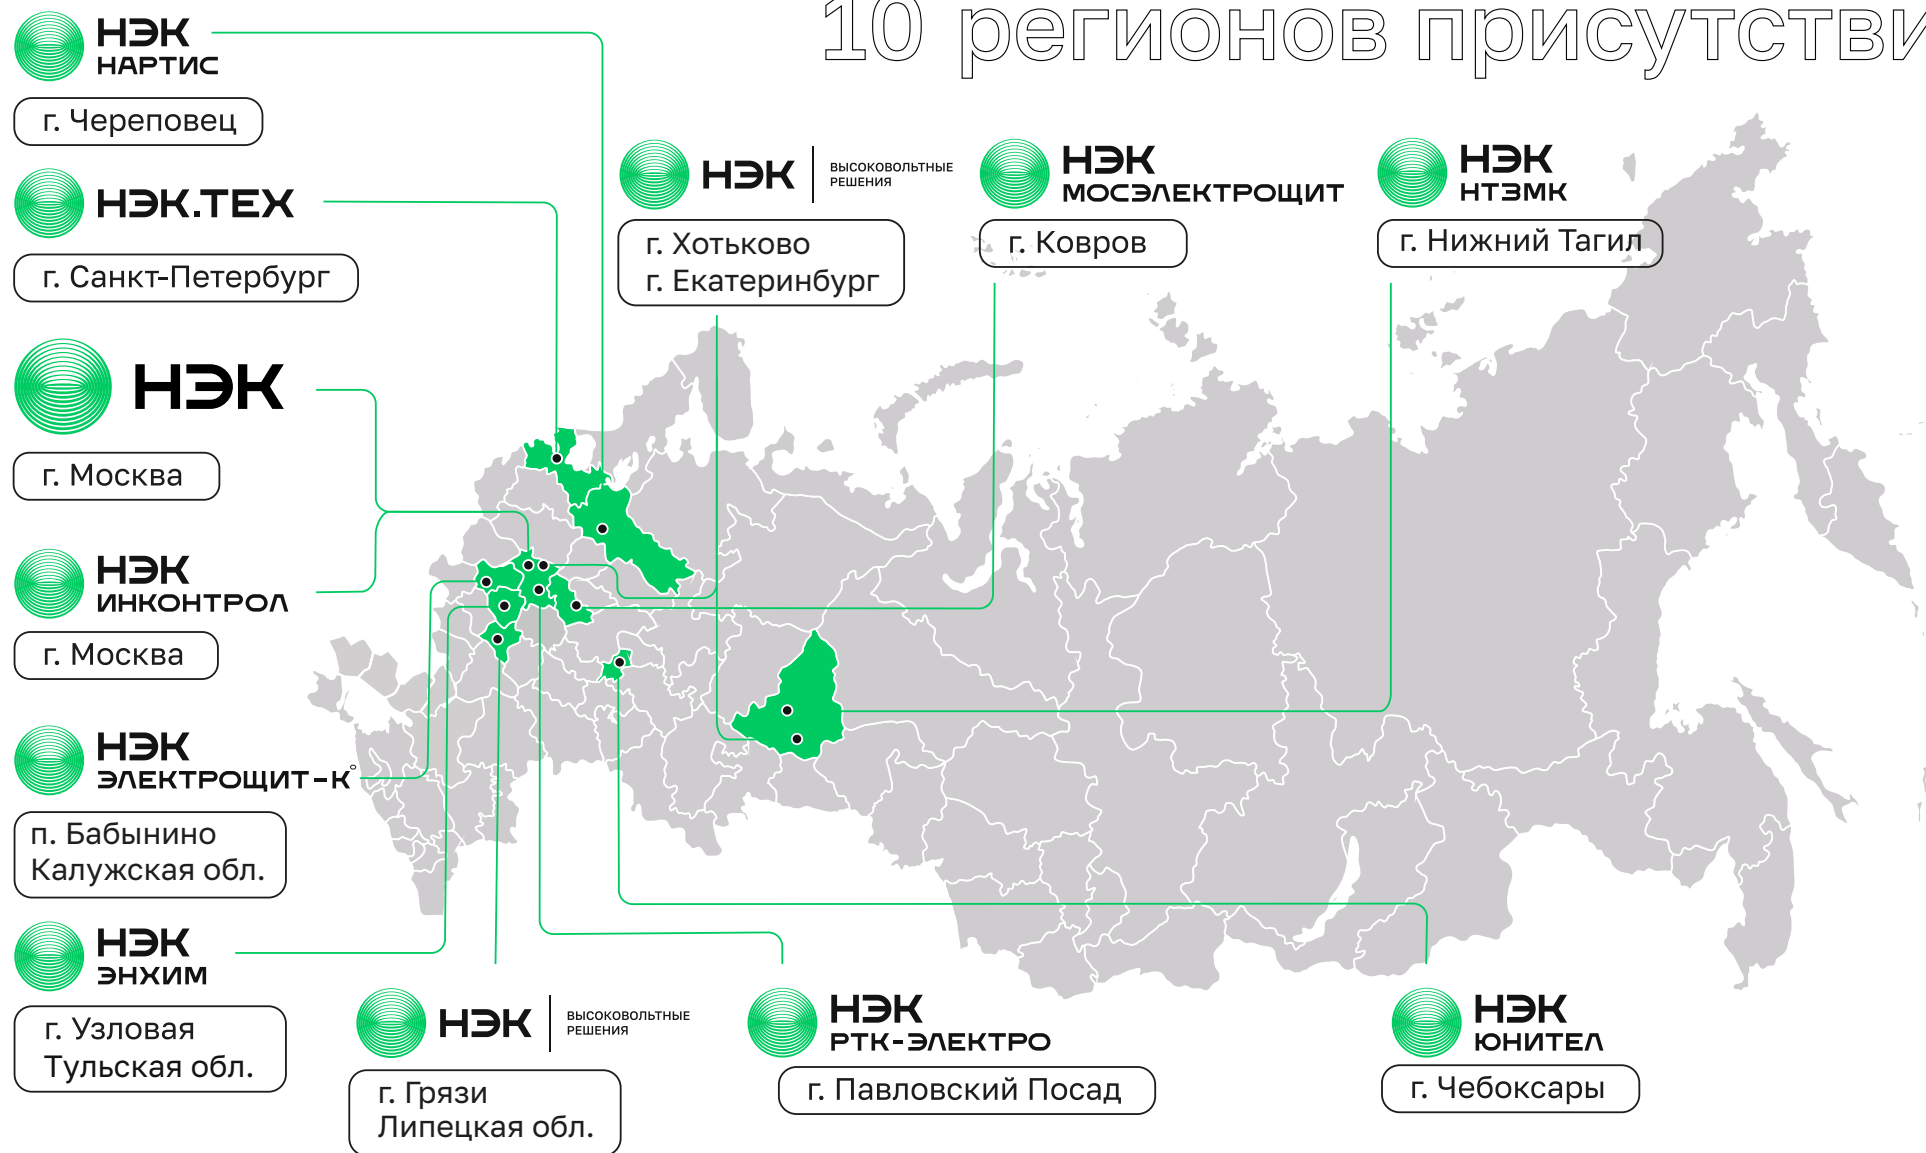 10 регионов присутстви
НЭК
НАРТИС
г. Череповец
НЭК.ТЕХ
г. Санкт-Петербург
НЭК
г. Москва
НЭК
ИНКОНТРОЛ
г. Москва
НЭК
ЭЛЕКТРОЩИТ-К°
п. Бабынино
Калужская обл.
НЭК
ЭНХИМ
г. Узловая
Тульская обл.
НЭК
ВЫСОКОВОЛЬТНЫЕ
РЕШЕНИЯ
г. Хотьково
г. Екатеринбург
НЭК
МОСЭЛЕКТРОЩИТ
г. Ковров
НЭК
НТЗМК
г. Нижний Тагил
НЭК
ВЫСОКОВОЛЬТНЫЕ
РЕШЕНИЯ
г. Грязи
Липецкая обл.
НЭК
РТК-ЭЛЕКТРО
г. Павловский Посад
НЭК
ЮНИТЕЛ
г. Чебоксары